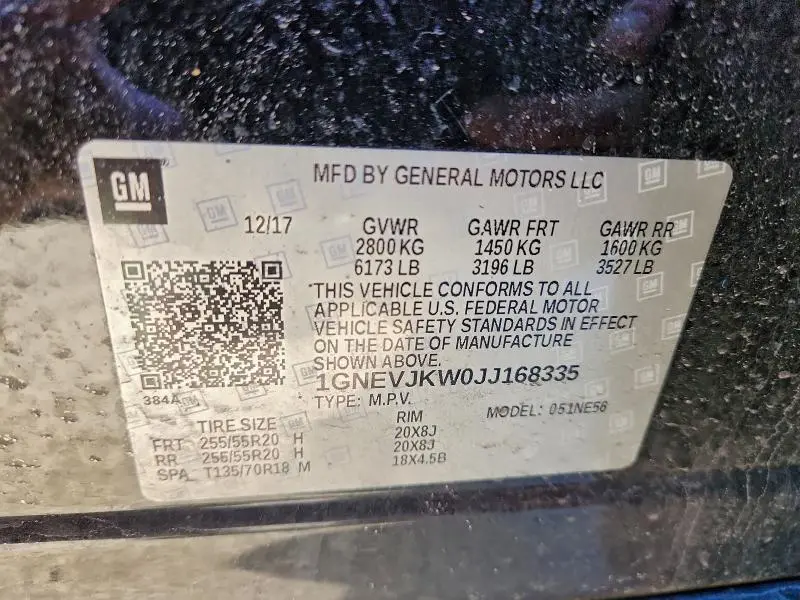 GM
MFD BY GENERAL MOTORS LLC
12/17 GVWR GAWR FRT GAWR RR
2800 KG 1450 KG 1600 KG
6173 LB 3196 LB 3527 LB
*THIS VEHICLE CONFORMS TO ALL
APPLICABLE U.S. FEDERAL MOTOR
VEHICLE SAFETY STANDARDS IN EFFECT
ON THE DATE OF MANUFACTURE
SHOWN ABOVE.
1GNEVJKW0JJ168335
384A
TYPE: M.P.V. MODEL: 051NE56
TIRE SIZE RIM
FRT 255/55R20 H 20X8J
RR 255/55R20 H 20X8J
SPA T135/70R18 M 18X4.5B